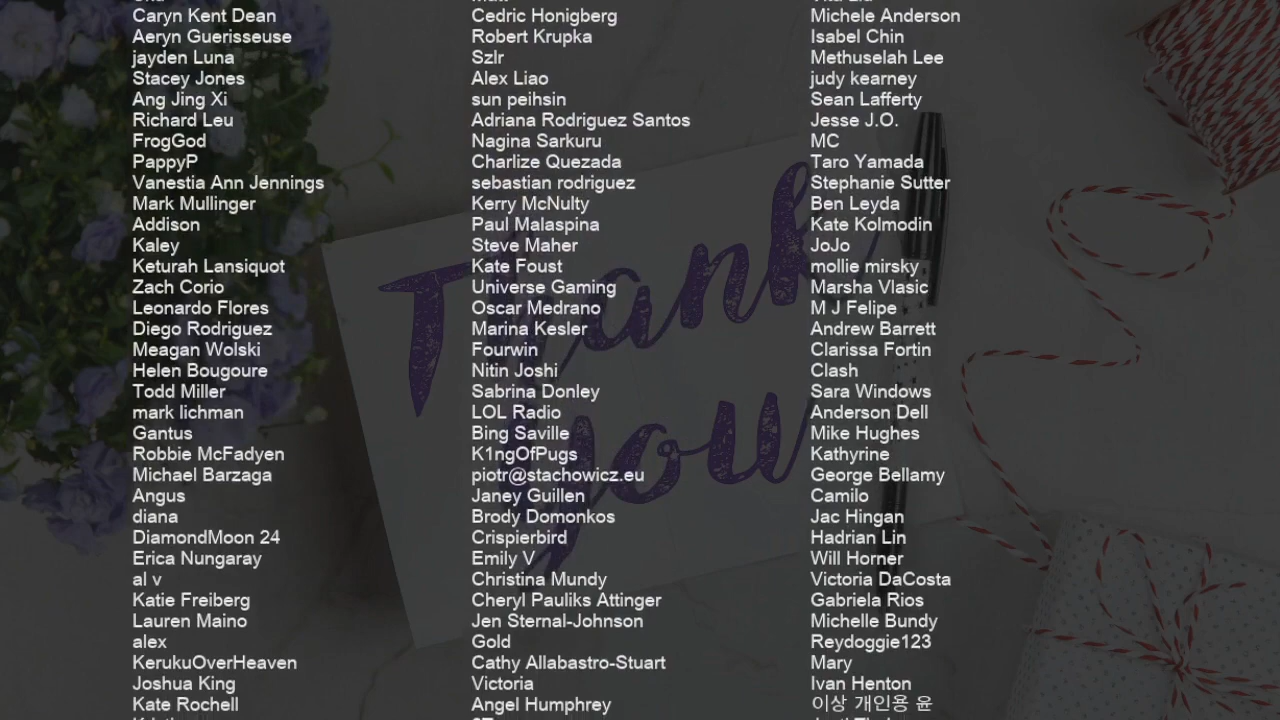 Caryn Kent Dean
Aeryn Guerisseuse
jayden Luna
Stacey Jones
Ang Jing Xi
Richard Leu
FrogGod
PappyP
Vanestia Ann Jennings
Mark Mullinger
Addison
Kaley
Keturah Lansiquot
Zach Corio
Leonardo Flores
Diego Rodriguez
Meagan Wolski
Helen Bougoure
Todd Miller
mark lichman
Gantus
Robbie McFadyen
Michael Barzaga
Angus
diana
DiamondMoon 24
Erica Nungaray
al v
Katie Freiberg
Lauren Maino
alex
KerukuOverHeaven
Joshua King
Kate Rochell
Cedric Honigberg
Robert Krupka
Szlr
Alex Liao
sun peihsin
Adriana Rodriguez Santos
Nagina Sarkuru
Charlize Quezada
sebastian rodriguez
Kerry McNulty
Paul Malaspina
Steve Maher
Kate Foust
Universe Gaming
Oscar Medrano
Marina Kesler
Fourwin
Nitin Joshi
Sabrina Donley
LOL Radio
Bing Saville
K1ngOfPugs
piotr@stachowicz.eu
Janey Guillen
Brody Domonkos
Crispierbird
Emily V
Christina Mundy
Cheryl Pauliks Attinger
Jen Sternal-Johnson
Gold
Cathy Allabastro-Stuart
Victoria
Angel Humphrey
Michele Anderson
Isabel Chin
Methuselah Lee
judy kearney
Sean Lafferty
Jesse J.O.
MC
Taro Yamada
Stephanie Sutter
Ben Leyda
Kate Kolmodin
JoJo
mollie mirsky
Marsha Vlasic
M J Felipe
Andrew Barrett
Clarissa Fortin
Clash
Sara Windows
Anderson Dell
Mike Hughes
Kathyrine
George Bellamy
Camilo
Jac Hingan
Hadrian Lin
Will Horner
Victoria DaCosta
Gabriela Rios
Michelle Bundy
Reydoggie123
Mary
Ivan Henton
이상 개인용 윤
Thank
you